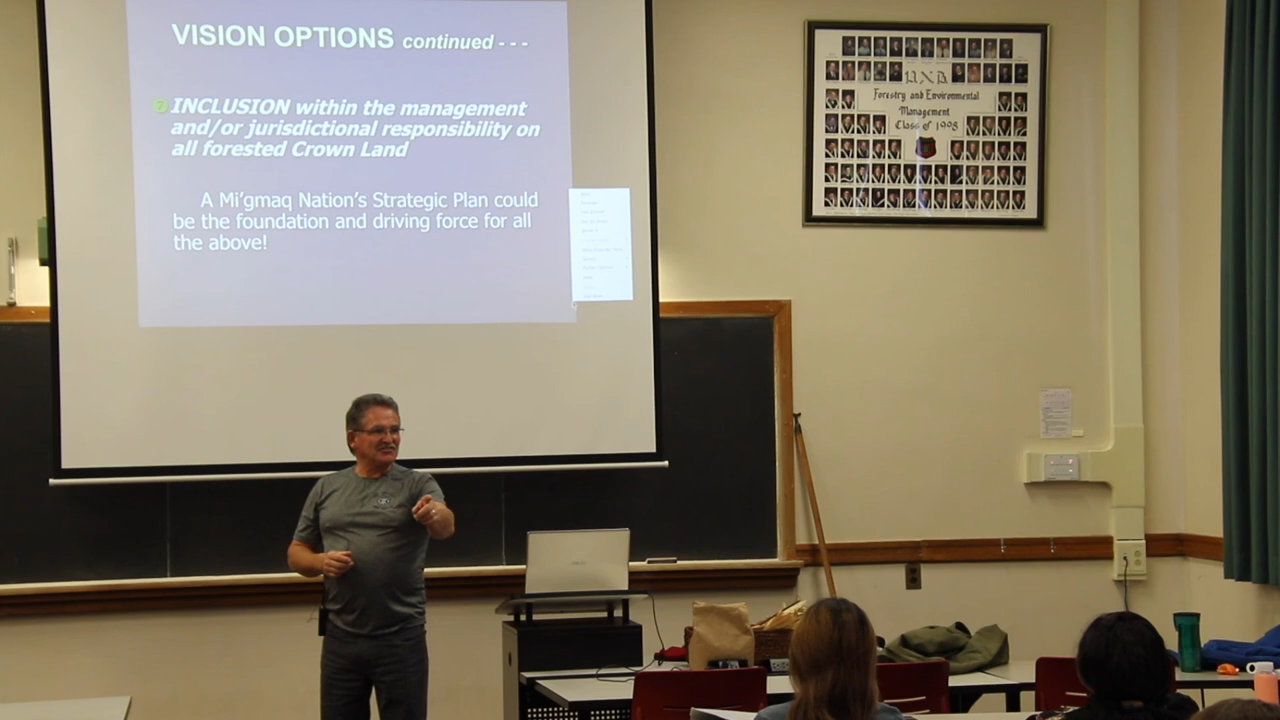 VISION OPTIONS continued - - -
INCLUSION within the management
and/or jurisdictional responsibility on
all forested Crown Land
A Mi'gmaq Nation's Strategic Plan could
be the foundation and driving force for all
the above!
U.N.B.
Forestry and Environmental
Management
Class of 1998